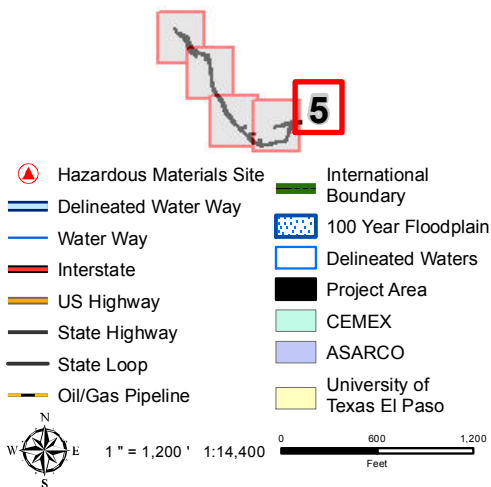 5
Hazardous Materials Site
Delineated Water Way
Water Way
Interstate
US Highway
State Highway
State Loop
Oil/Gas Pipeline
International
Boundary
100 Year Floodplain
Delineated Waters
Project Area
CEMEX
ASARCO
University of
Texas El Paso
N
W E
S
1 " = 1,200 ' 1:14,400
0 600 1,200
Feet